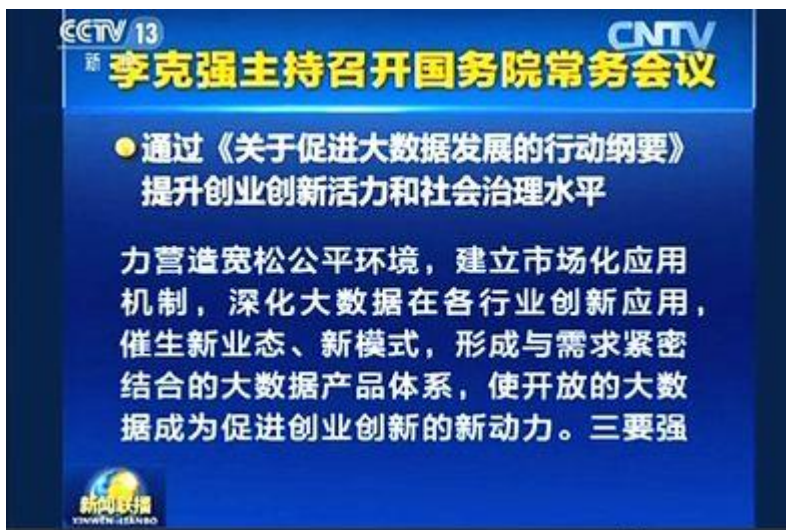 CCTV 13
新闻
CNTV
李克强主持召开国务院常务会议
通过《关于促进大数据发展的行动纲要》
提升创业创新活力和社会治理水平
力营造宽松公平环境，建立市场化应用
机制，深化大数据在各行业创新应用，
催生新业态、新模式，形成与需求紧密
结合的大数据产品体系，使开放的大数
据成为促进创业创新的新动力。三要强
新闻联播
XINWEN LIANBO